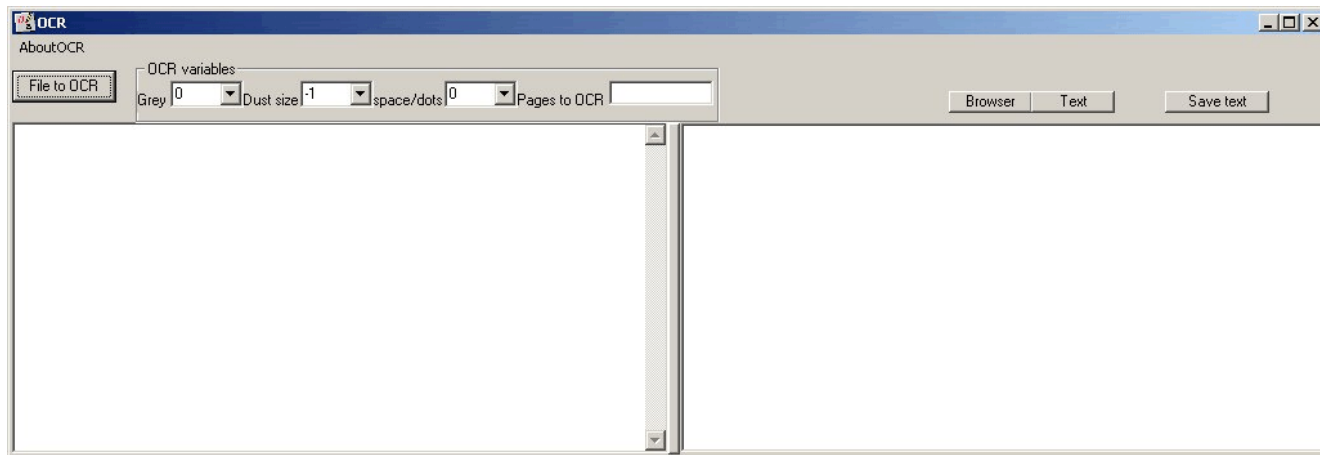 OCR
AboutOCR
File to OCR
OCR variables
Grey 0 Dust size -1 space/dots 0 Pages to OCR
Browser Text Save text